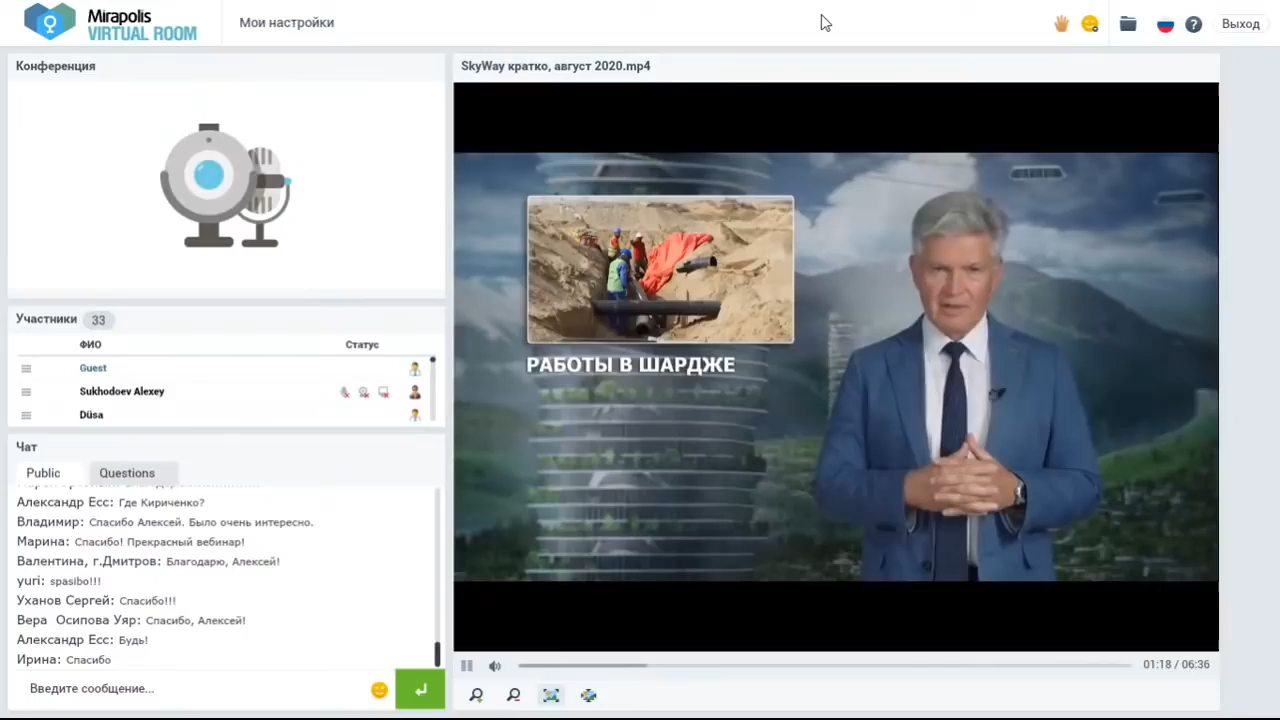 Mirapolis
VIRTUAL ROOM
Мои настройки
Выход
Конференция
SkyWay кратко, август 2020.mp4
РАБОТЫ В ШАРДЖЕ
Участники 33
ФИО Статус
Guest
Sukhodoev Alexey
Düsa
Чат
Public Questions
Александр Есс: Где Кириченко?
Владимир: Спасибо Алексей. Было очень интересно.
Марина: Спасибо! Прекрасный вебинар!
Валентина, г.Дмитров: Благодарю, Алексей!
yuri: spasibo!!!
Уханов Сергей: Спасибо!!!
Вера Осипова Уяр: Спасибо, Алексей!
Александр Есс: Будь!
Ирина: Спасибо
Введите сообщение...
01:18 / 06:36